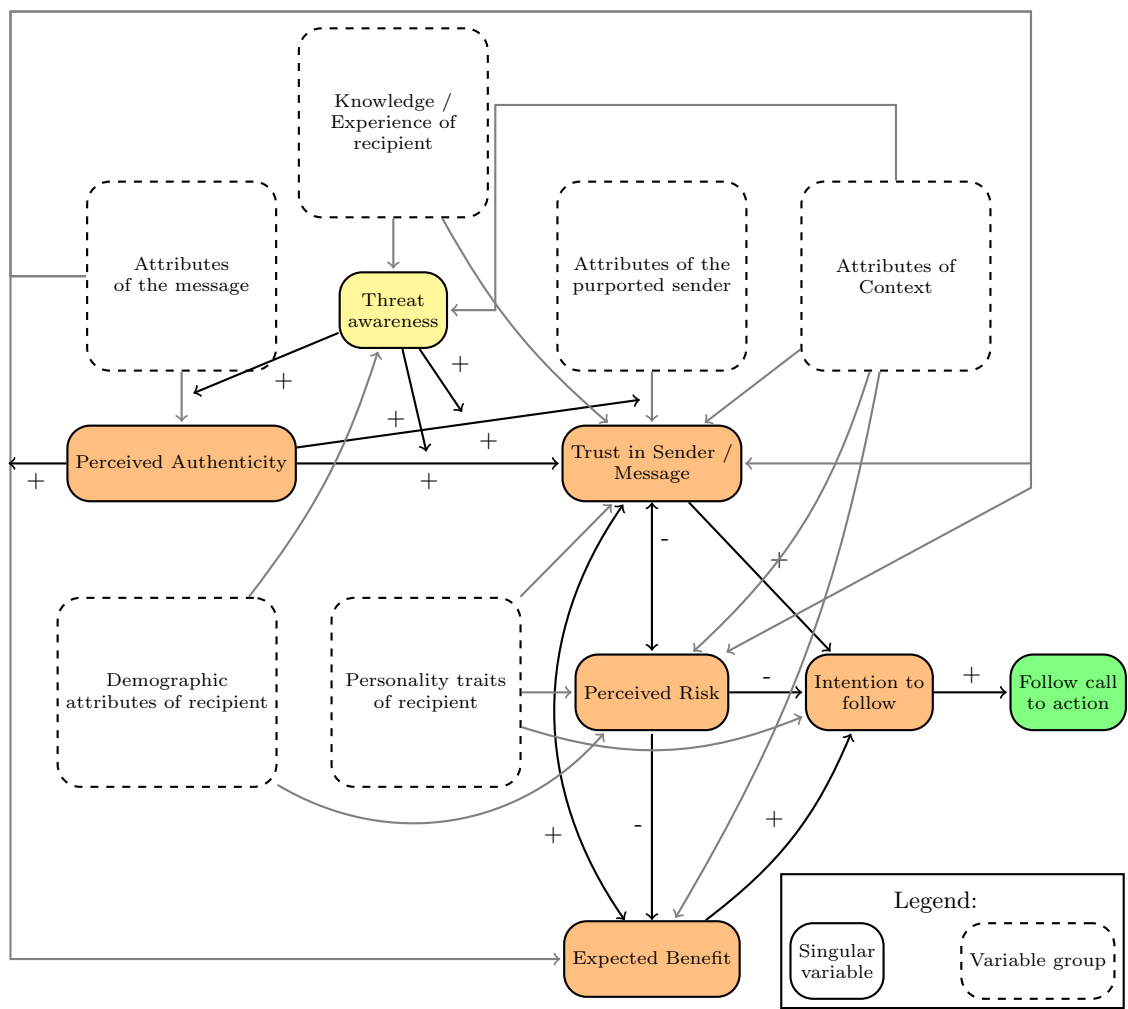 Knowledge /
Experience of
recipient
Attributes
of the message
Attributes of the
purported sender
Attributes of
Context
Threat
awareness
+
+
+
+
Perceived Authenticity
Trust in Sender /
Message
+
+
-
+
Demographic
attributes of recipient
Personality traits
of recipient
Perceived Risk
-
Intention to
follow
+
Follow call
to action
+
-
+
Expected Benefit
Legend:
Singular
variable
Variable group